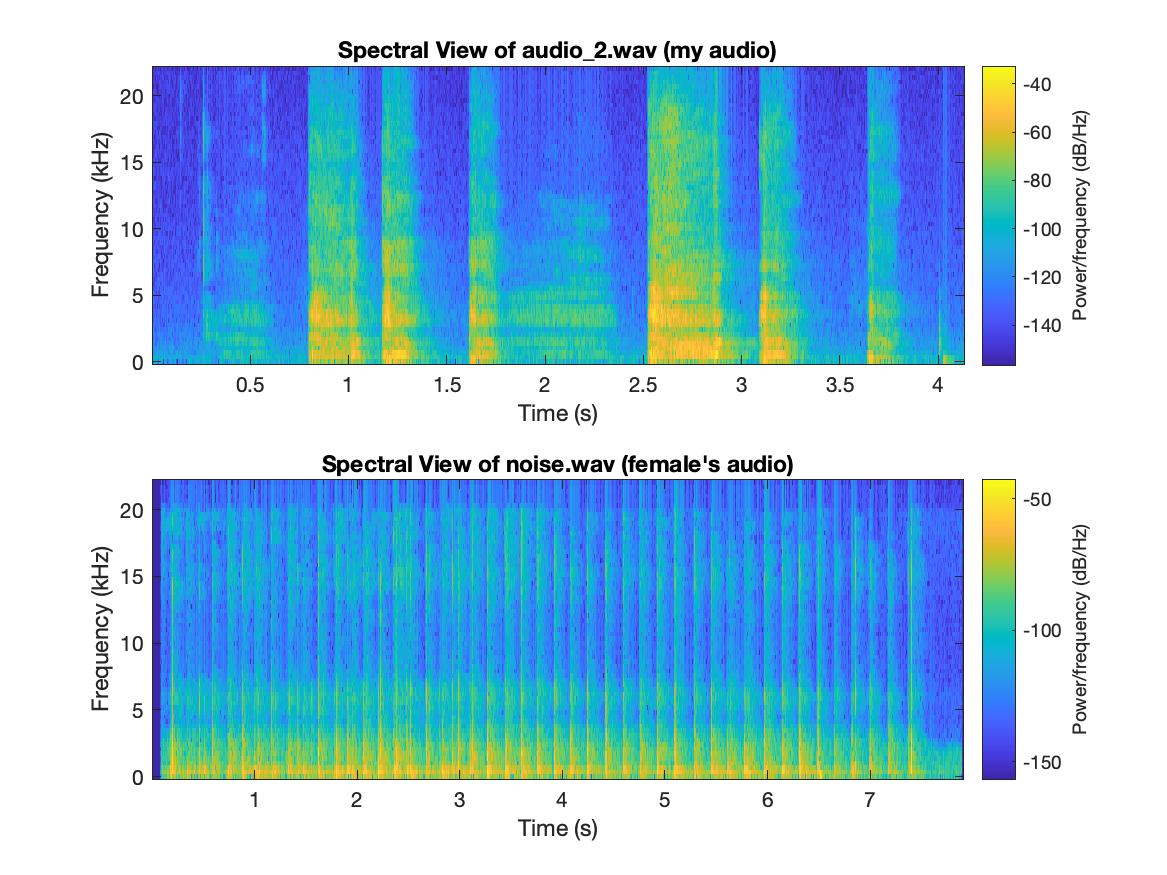 Spectral View of audio_2.wav (my audio)
20
15
10
5
0
Frequency (kHz)
0.5 1 1.5 2 2.5 3 3.5 4
Time (s)
-40
-60
-80
-100
-120
-140
Power/frequency (dB/Hz)
Spectral View of noise.wav (female's audio)
20
15
10
5
0
Frequency (kHz)
1 2 3 4 5 6 7
Time (s)
-50
-100
-150
Power/frequency (dB/Hz)